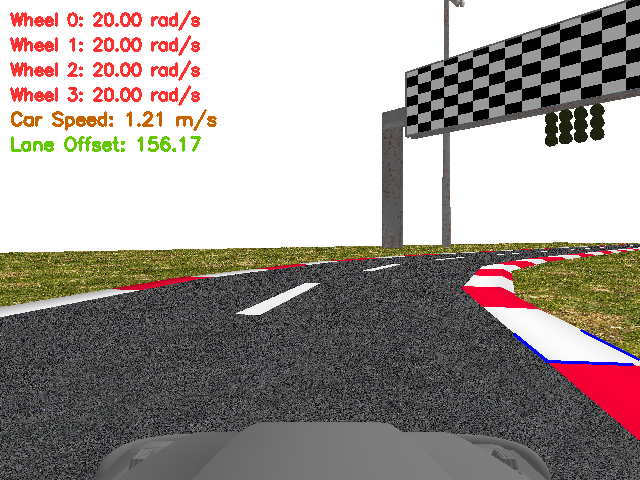 Wheel 0: 20.00 rad/s
Wheel 1: 20.00 rad/s
Wheel 2: 20.00 rad/s
Wheel 3: 20.00 rad/s
Car Speed: 1.21 m/s
Lane Offset: 156.17